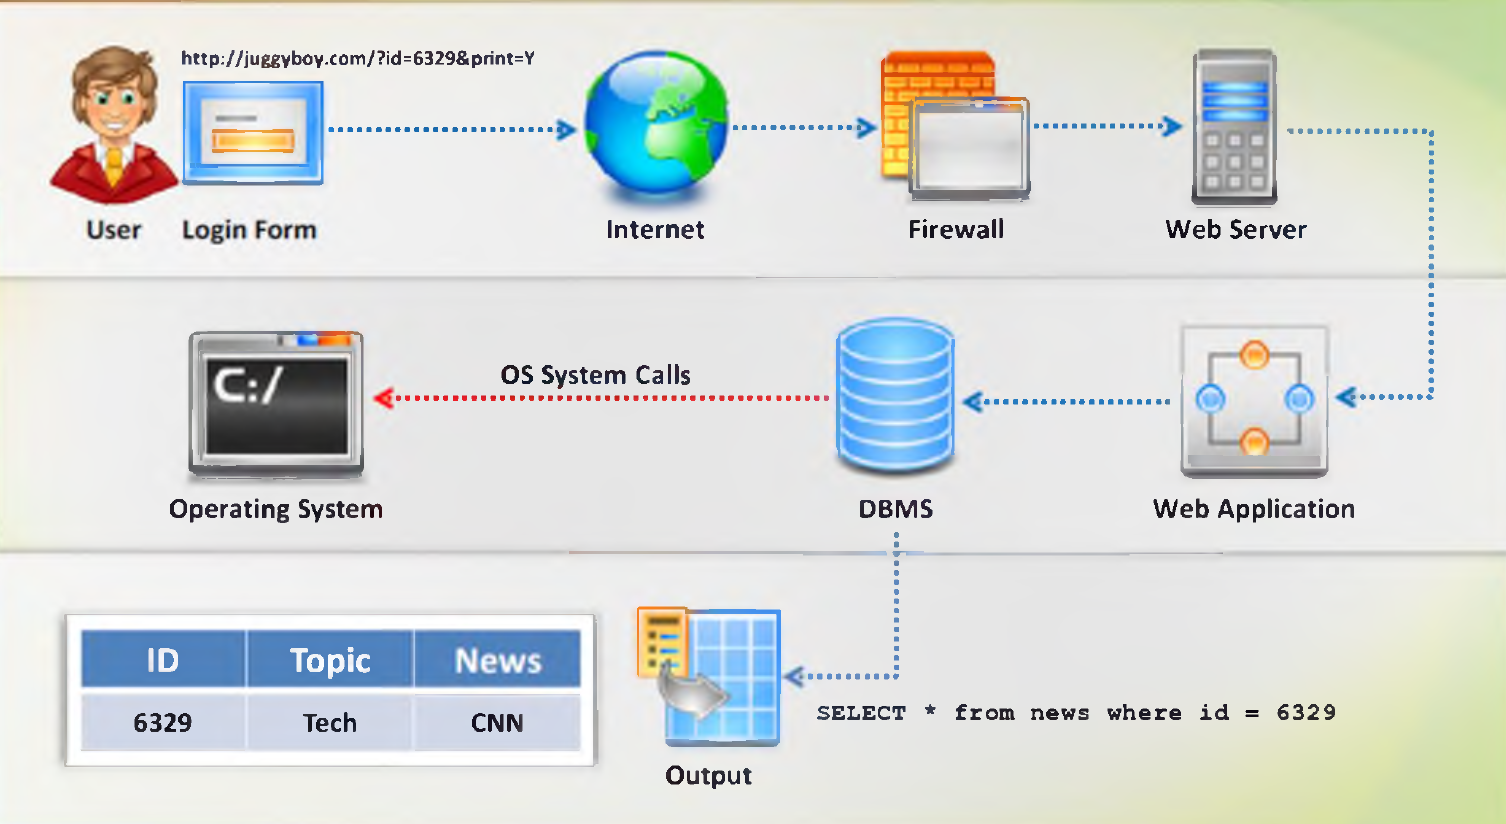 http://juggyboy.com/?id=6329&print=Y
User
Login Form
Internet
Firewall
Web Server
C:/
OS System Calls
Operating System
DBMS
Web Application
ID Topic News
6329 Tech CNN
SELECT * from news where id = 6329
Output